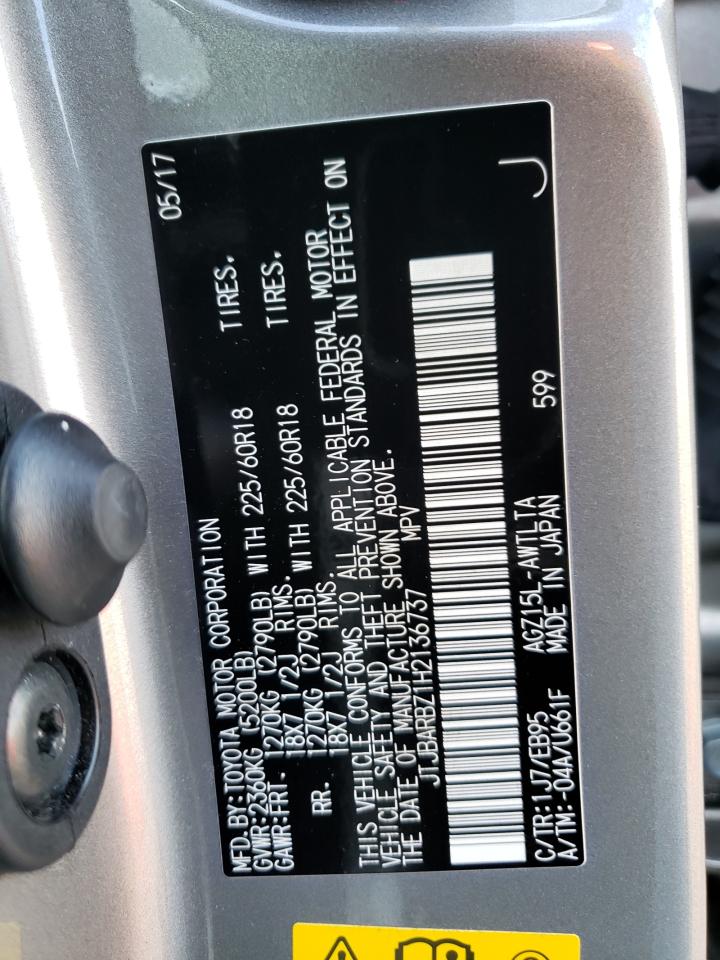 05/17
MFD.BY:TOYOTA MOTOR CORPORATION
GVWR:2360KG (5200LB)
GAWR:FRT. 1270KG (2790LB) WITH 225/60R18 TIRES.
18X7 1/2J RIMS.
RR. 1270KG (2790LB) WITH 225/60R18 TIRES.
18X7 1/2J RIMS.
THIS VEHICLE CONFORMS TO ALL APPLICABLE FEDERAL MOTOR
VEHICLE SAFETY AND THEFT PREVENTION STANDARDS IN EFFECT ON
THE DATE OF MANUFACTURE SHOWN ABOVE.
JTJBARBZ1H2136737 MPV
J
C/TR:1J7/EB95 AGZ15L-AWTLTA 599
A/TM:-04A/U661F MADE IN JAPAN